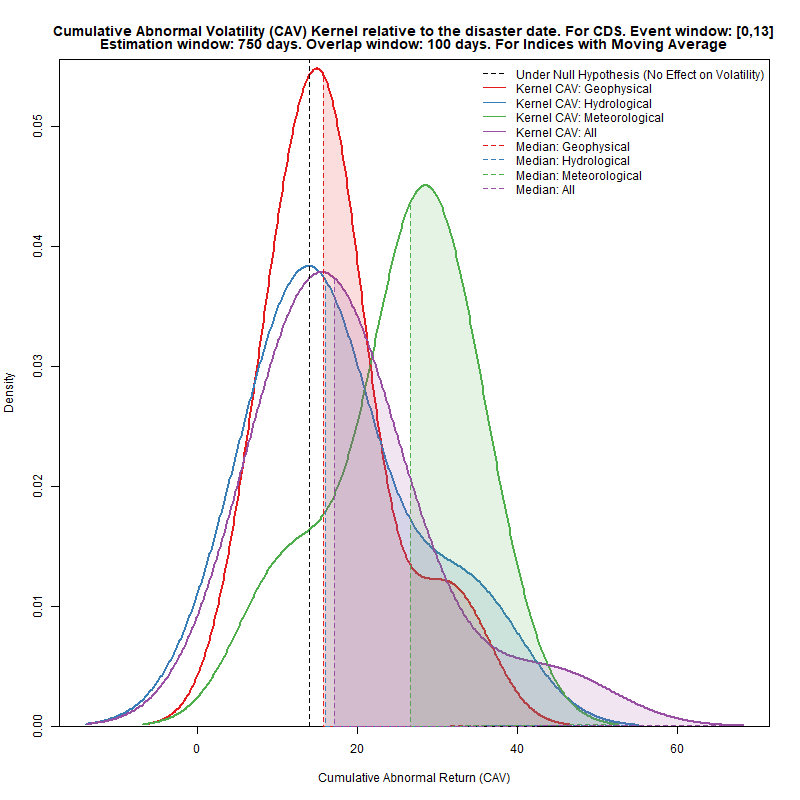 Cumulative Abnormal Volatility (CAV) Kernel relative to the disaster date. For CDS. Event window: [0,13]
Estimation window: 750 days. Overlap window: 100 days. For Indices with Moving Average
Under Null Hypothesis (No Effect on Volatility)
Kernel CAV: Geophysical
Kernel CAV: Hydrological
Kernel CAV: Meteorological
Kernel CAV: All
Median: Geophysical
Median: Hydrological
Median: Meteorological
Median: All
Density
0.05
0.04
0.03
0.02
0.01
0.00
0
20
40
60
Cumulative Abnormal Return (CAV)